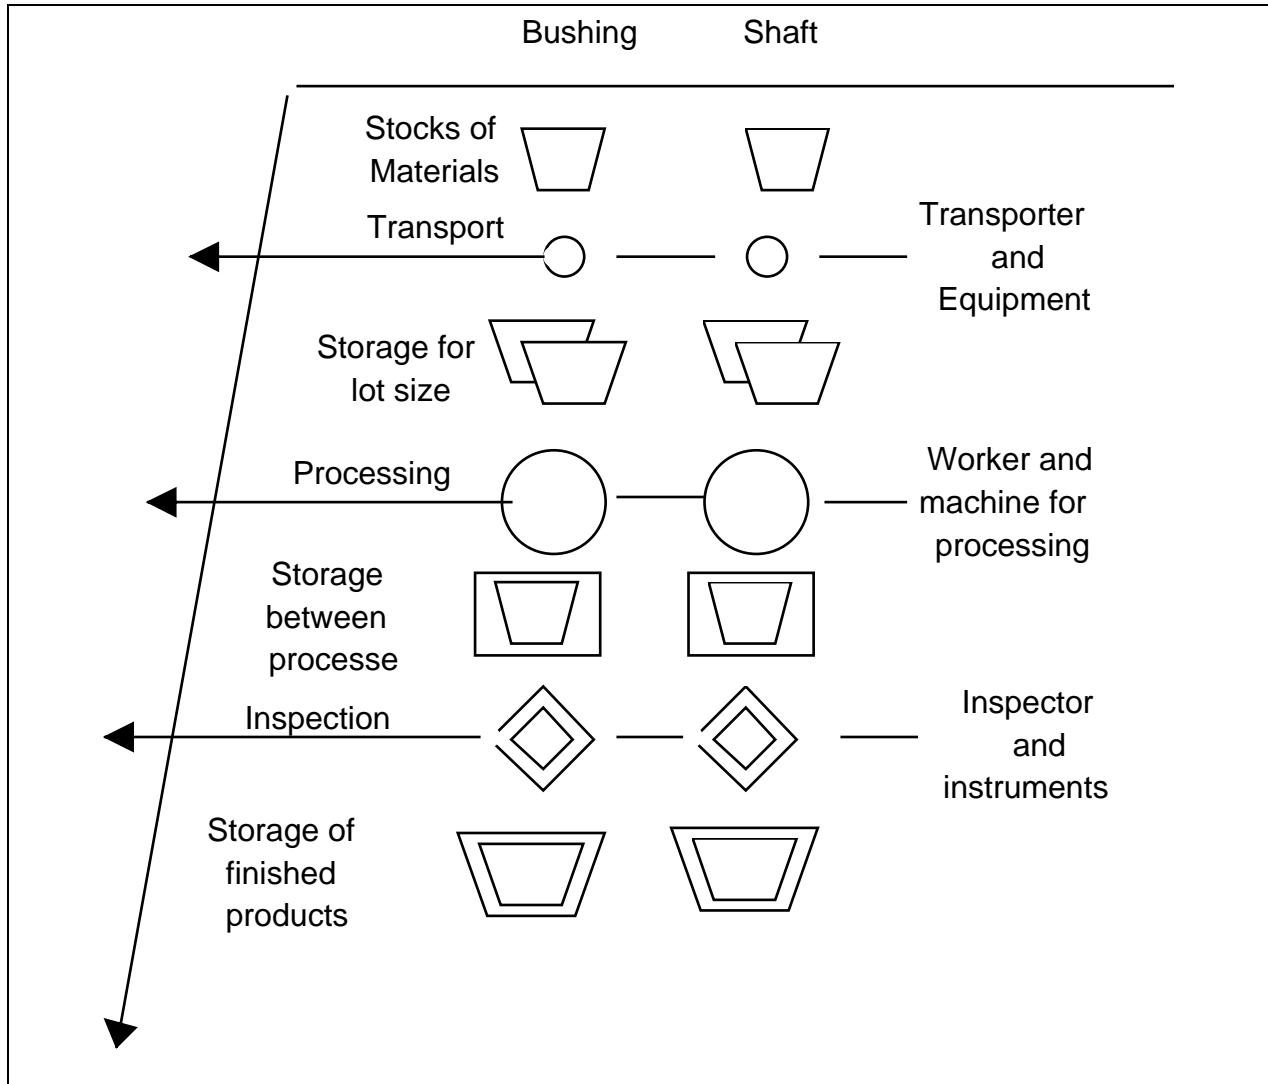 Bushing
Shaft
Stocks of
Materials
Transport
Transporter
and
Equipment
Storage for
lot size
Processing
Worker and
machine for
processing
Storage
between
processe
Inspection
Inspector
and
instruments
Storage of
finished
products